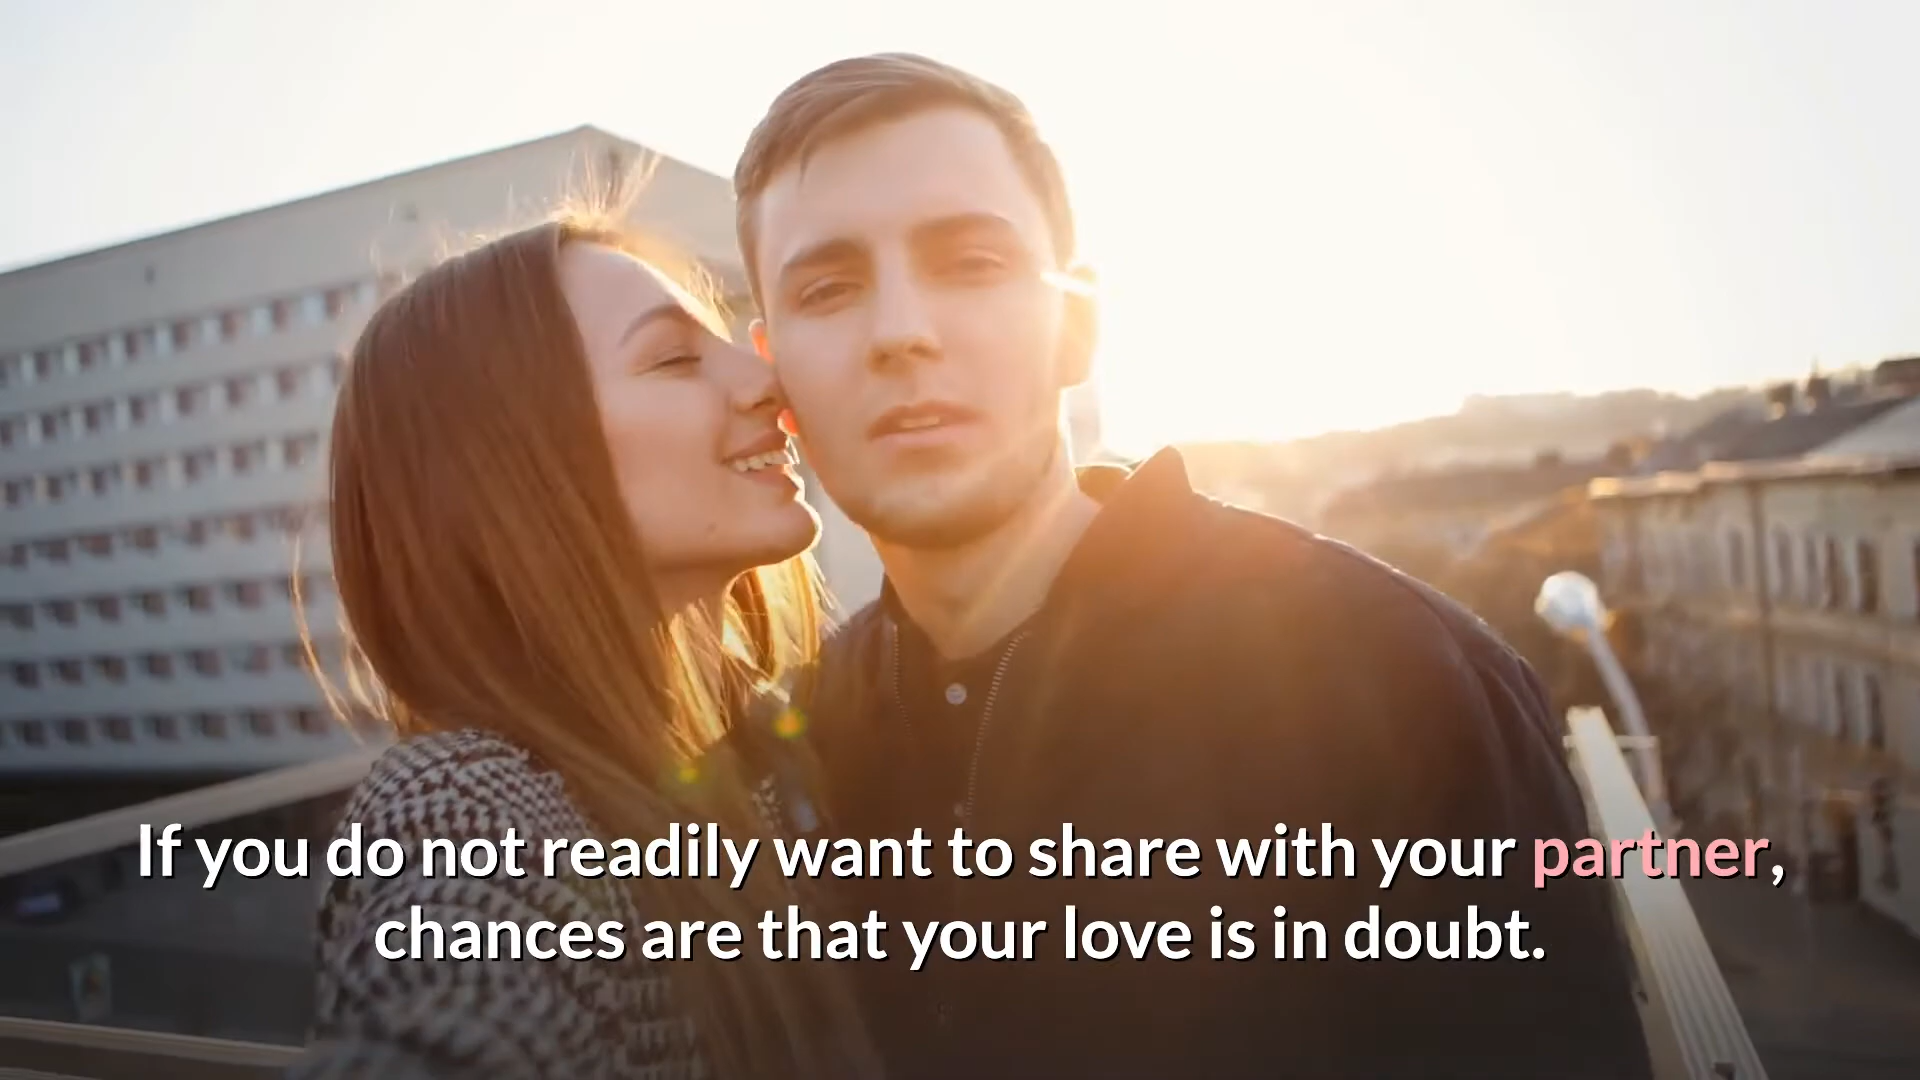 If you do not readily want to share with your partner,
chances are that your love is in doubt.